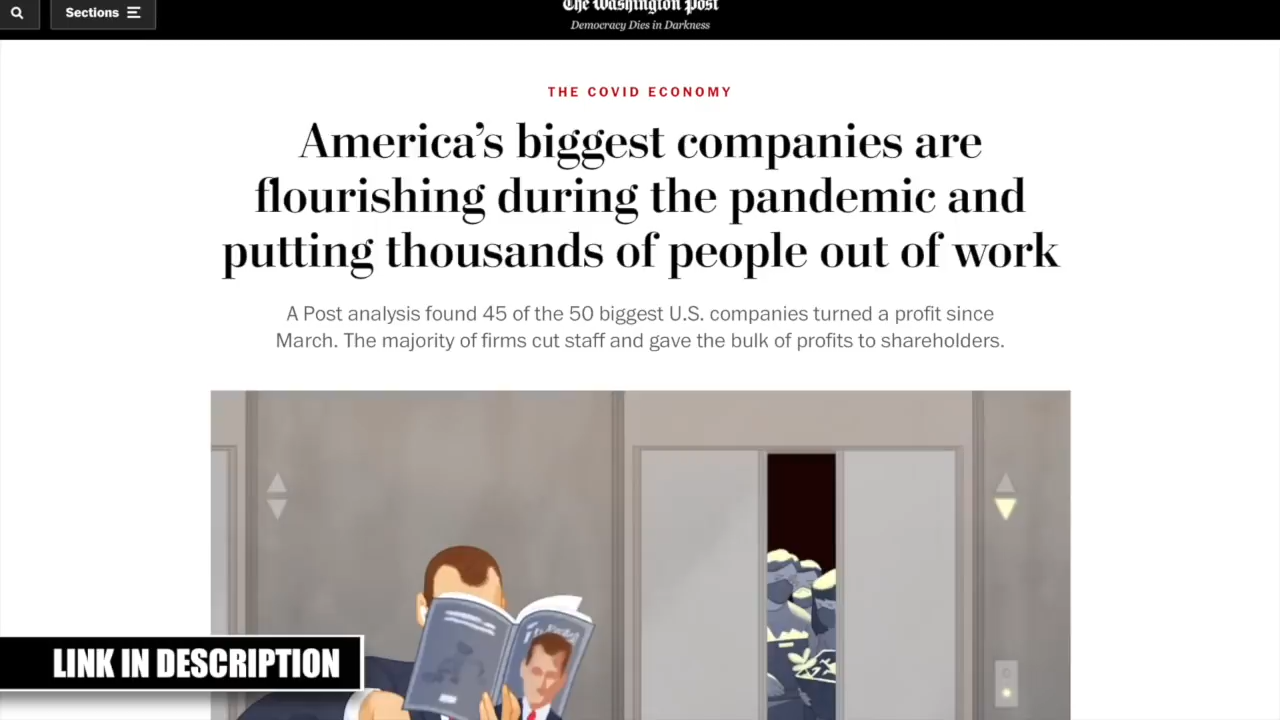 Sections
The Washington Post
Democracy Dies in Darkness
THE COVID ECONOMY
America’s biggest companies are
flourishing during the pandemic and
putting thousands of people out of work
A Post analysis found 45 of the 50 biggest U.S. companies turned a profit since
March. The majority of firms cut staff and gave the bulk of profits to shareholders.
LINK IN DESCRIPTION